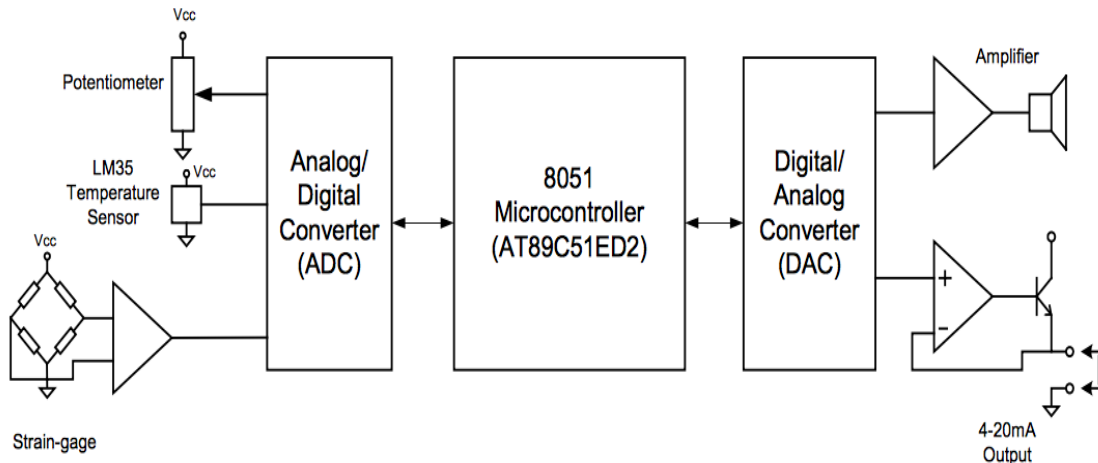 Vcc
Potentiometer
LM35
Temperature
Sensor
Vcc
Vcc
Strain-gage
Analog/
Digital
Converter
(ADC)
8051
Microcontroller
(AT89C51ED2)
Digital/
Analog
Converter
(DAC)
Amplifier
+
−
4-20mA
Output